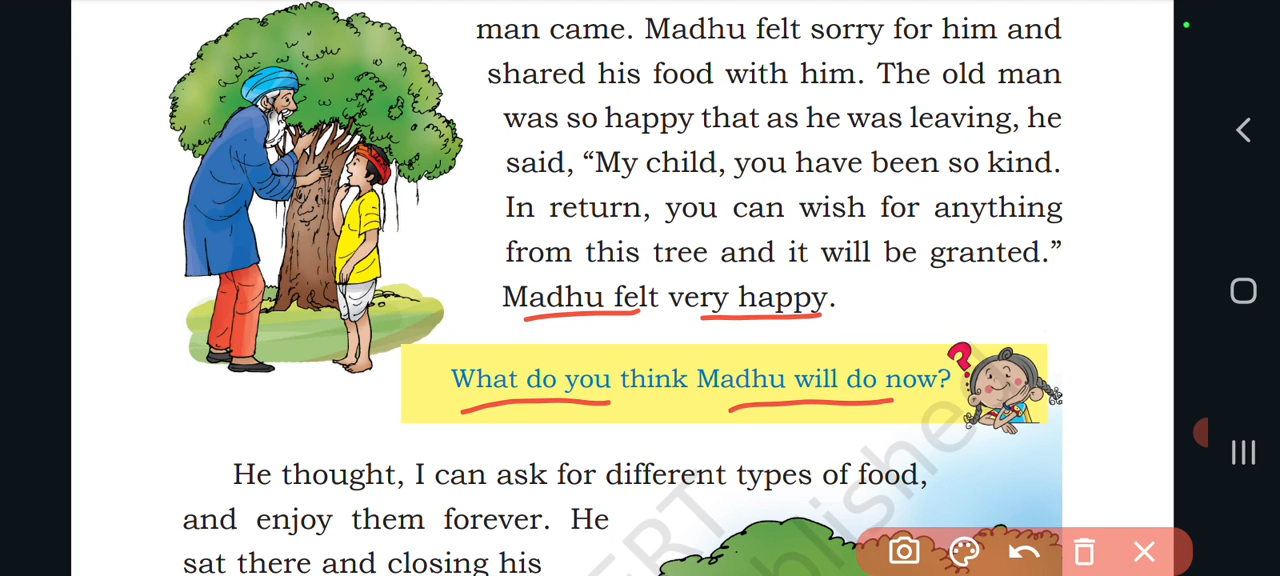 man came. Madhu felt sorry for him and
shared his food with him. The old man
was so happy that as he was leaving, he
said, “My child, you have been so kind.
In return, you can wish for anything
from this tree and it will be granted.”
Madhu felt very happy.
What do you think Madhu will do now?
?
He thought, I can ask for different types of food,
and enjoy them forever. He
sat there and closing his